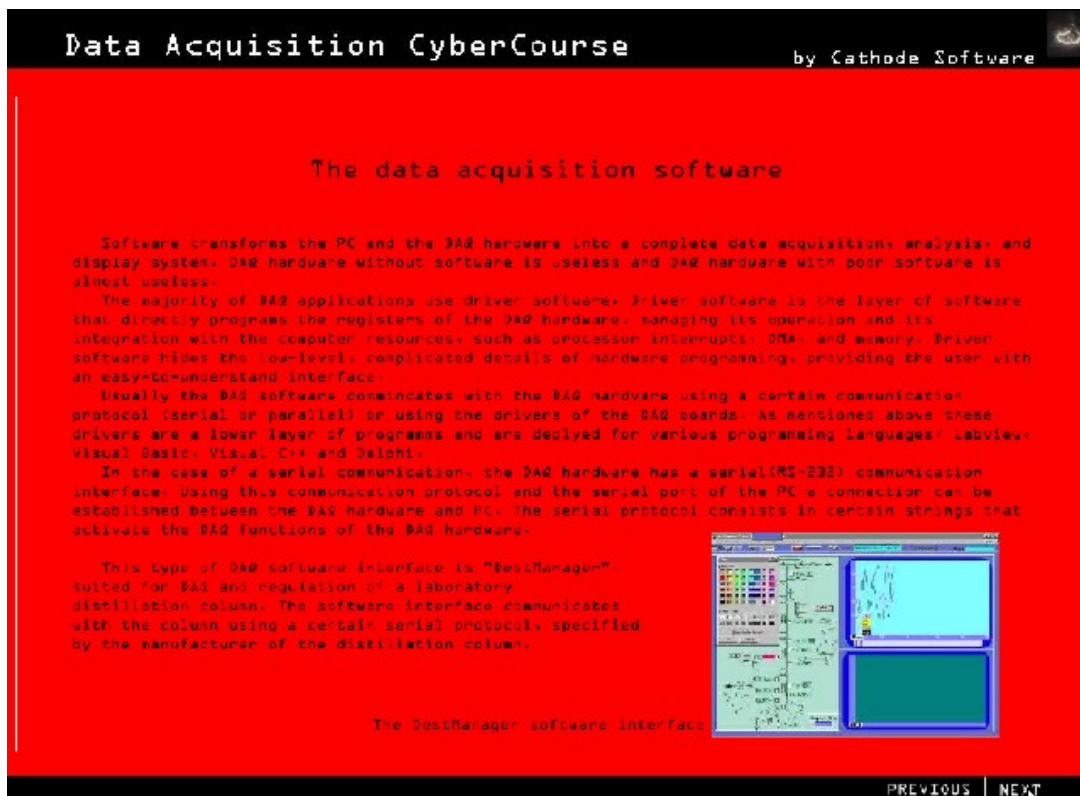 Data Acquisition CyberCourse
by Cathode Software
The data acquisition software
Software transforms the PC and the DAQ hardware into a complete data acquisition, analysis, and
display system. DAQ hardware without software is useless and DAQ hardware with poor software is
almost useless.
The majority of DAQ applications use driver software. Driver software is the layer of software
that directly programs the registers of the DAQ hardware, managing its operation and its
integration with the computer resources, such as processor interrupts, DMA, and memory. Driver
software hides the low-level, complicated details of hardware programming, providing the user with
an easy-to-understand interface.
Usually the DAQ software commincates with the DAQ hardware using a certain communication
protocol (serial or parallel) or using the drivers of the DAQ boards. As mentioned above these
drivers are a lower layer of programms and are deplyed for various programming languages: Labview,
Visual Basic, Visual C++ and Delphi.
In the case of a serial communication, the DAQ hardware has a serial(RS-232) communication
interface. Using this communication protocol and the serial port of the PC a connection can be
established between the DAQ hardware and PC. The serial protocol consists in certain strings that
activate the DAQ functions of the DAQ hardware.
This type of DAQ software interface is "DestManager",
suited for DAQ and regulation of a laboratory
distillation column. The software interface communicates
with the column using a certain serial protocol, specified
by the manufacturer of the distillation column.
The DestManager software interface
PREVIOUS | NEXT